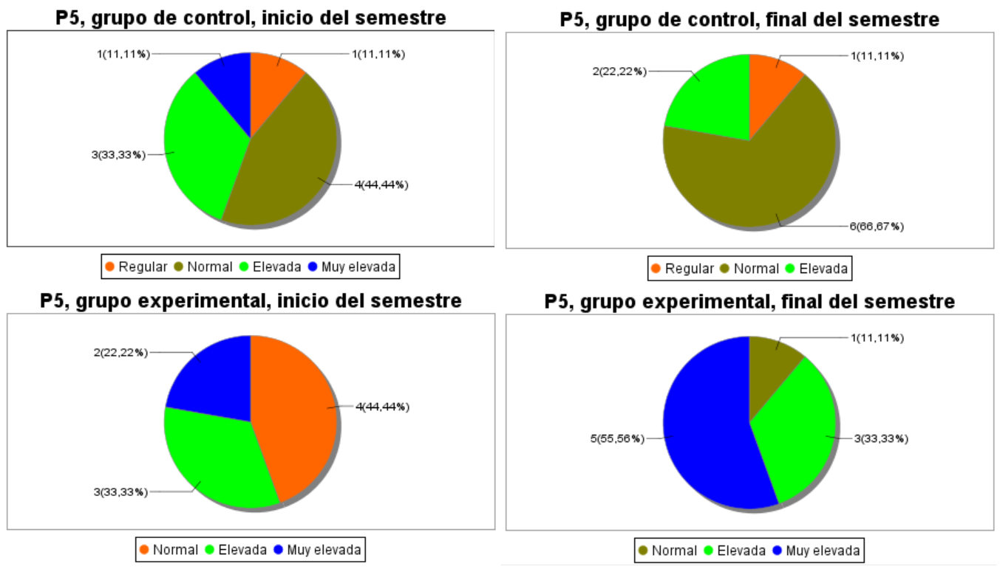 P5, grupo de control, inicio del semestre
1(11,11%)
1(11,11%)
3(33,33%)
4(44,44%)
Regular Normal Elevada Muy elevada
P5, grupo de control, final del semestre
1(11,11%)
2(22,22%)
6(66,67%)
Regular Normal Elevada
P5, grupo experimental, inicio del semestre
2(22,22%)
4(44,44%)
3(33,33%)
Normal Elevada Muy elevada
P5, grupo experimental, final del semestre
1(11,11%)
5(55,56%)
3(33,33%)
Normal Elevada Muy elevada